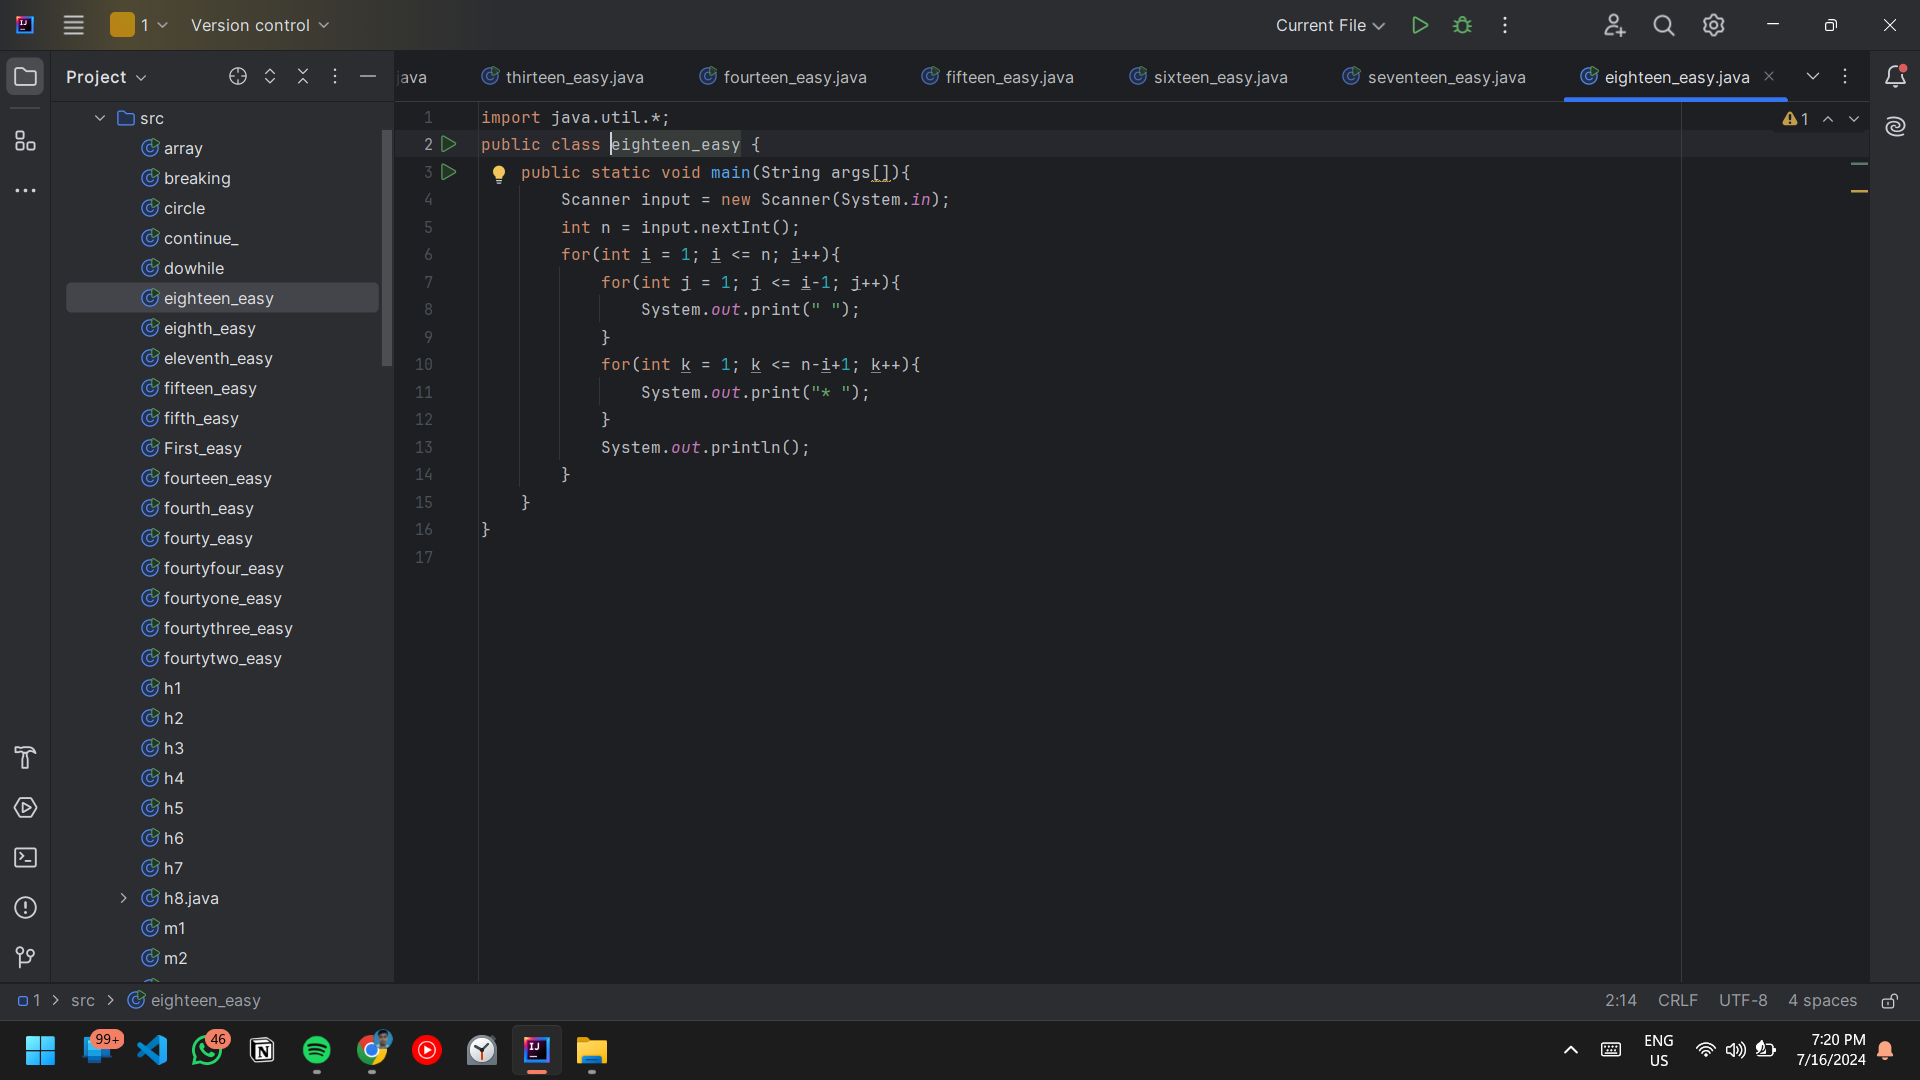 1
Version control
Current File
Project
java
thirteen_easy.java
fourteen_easy.java
fifteen_easy.java
sixteen_easy.java
seventeen_easy.java
eighteen_easy.java
src
array
breaking
circle
continue_
dowhile
eighteen_easy
eighth_easy
eleventh_easy
fifteen_easy
fifth_easy
First_easy
fourteen_easy
fourth_easy
fourty_easy
fourtyfour_easy
fourtyone_easy
fourtythree_easy
fourtytwo_easy
h1
h2
h3
h4
h5
h6
h7
h8.java
m1
m2
1 import java.util.*;
2 public class eighteen_easy {
3 public static void main(String args[]){
4 Scanner input = new Scanner(System.in);
5 int n = input.nextInt();
6 for(int i = 1; i <= n; i++){
7 for(int j = 1; j <= i-1; j++){
8 System.out.print(" ");
9 }
10 for(int k = 1; k <= n-i+1; k++){
11 System.out.print("* ");
12 }
13 System.out.println();
14 }
15 }
16 }
17
1
1 > src > eighteen_easy
2:14 CRLF UTF-8 4 spaces
99+
46
ENG
US
7:20 PM
7/16/2024